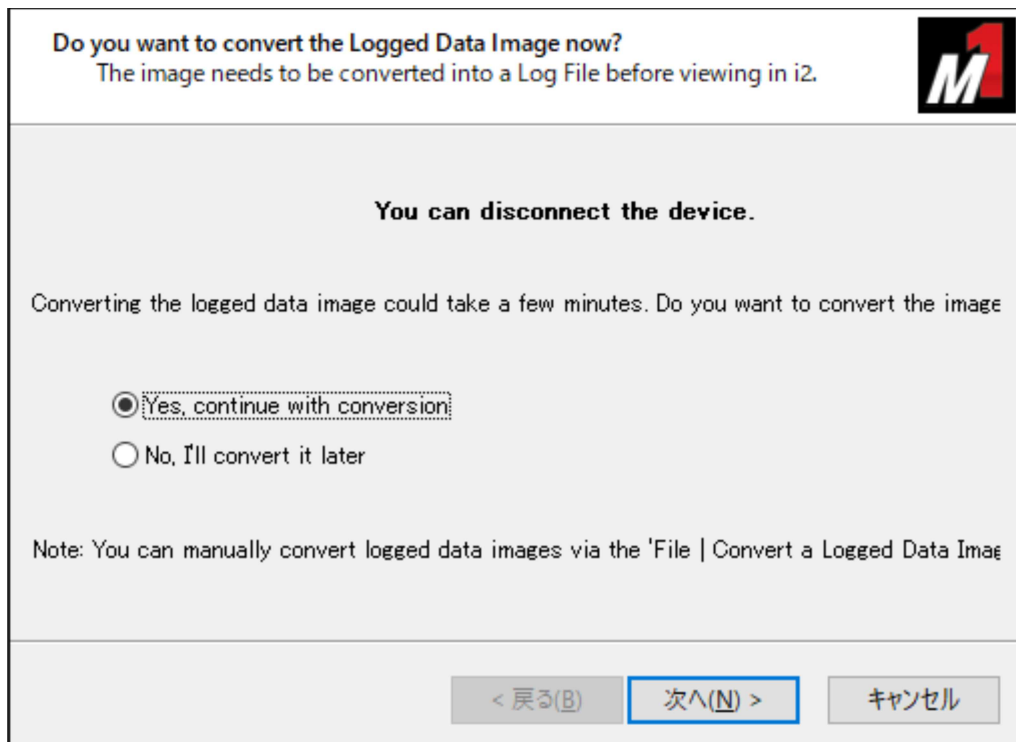 Do you want to convert the Logged Data Image now?
The image needs to be converted into a Log File before viewing in i2.
M1
You can disconnect the device.
Converting the logged data image could take a few minutes. Do you want to convert the image
Yes, continue with conversion
No, I'll convert it later
Note: You can manually convert logged data images via the 'File | Convert a Logged Data Imag
< 戻る(B)
次へ(N) >
キャンセル